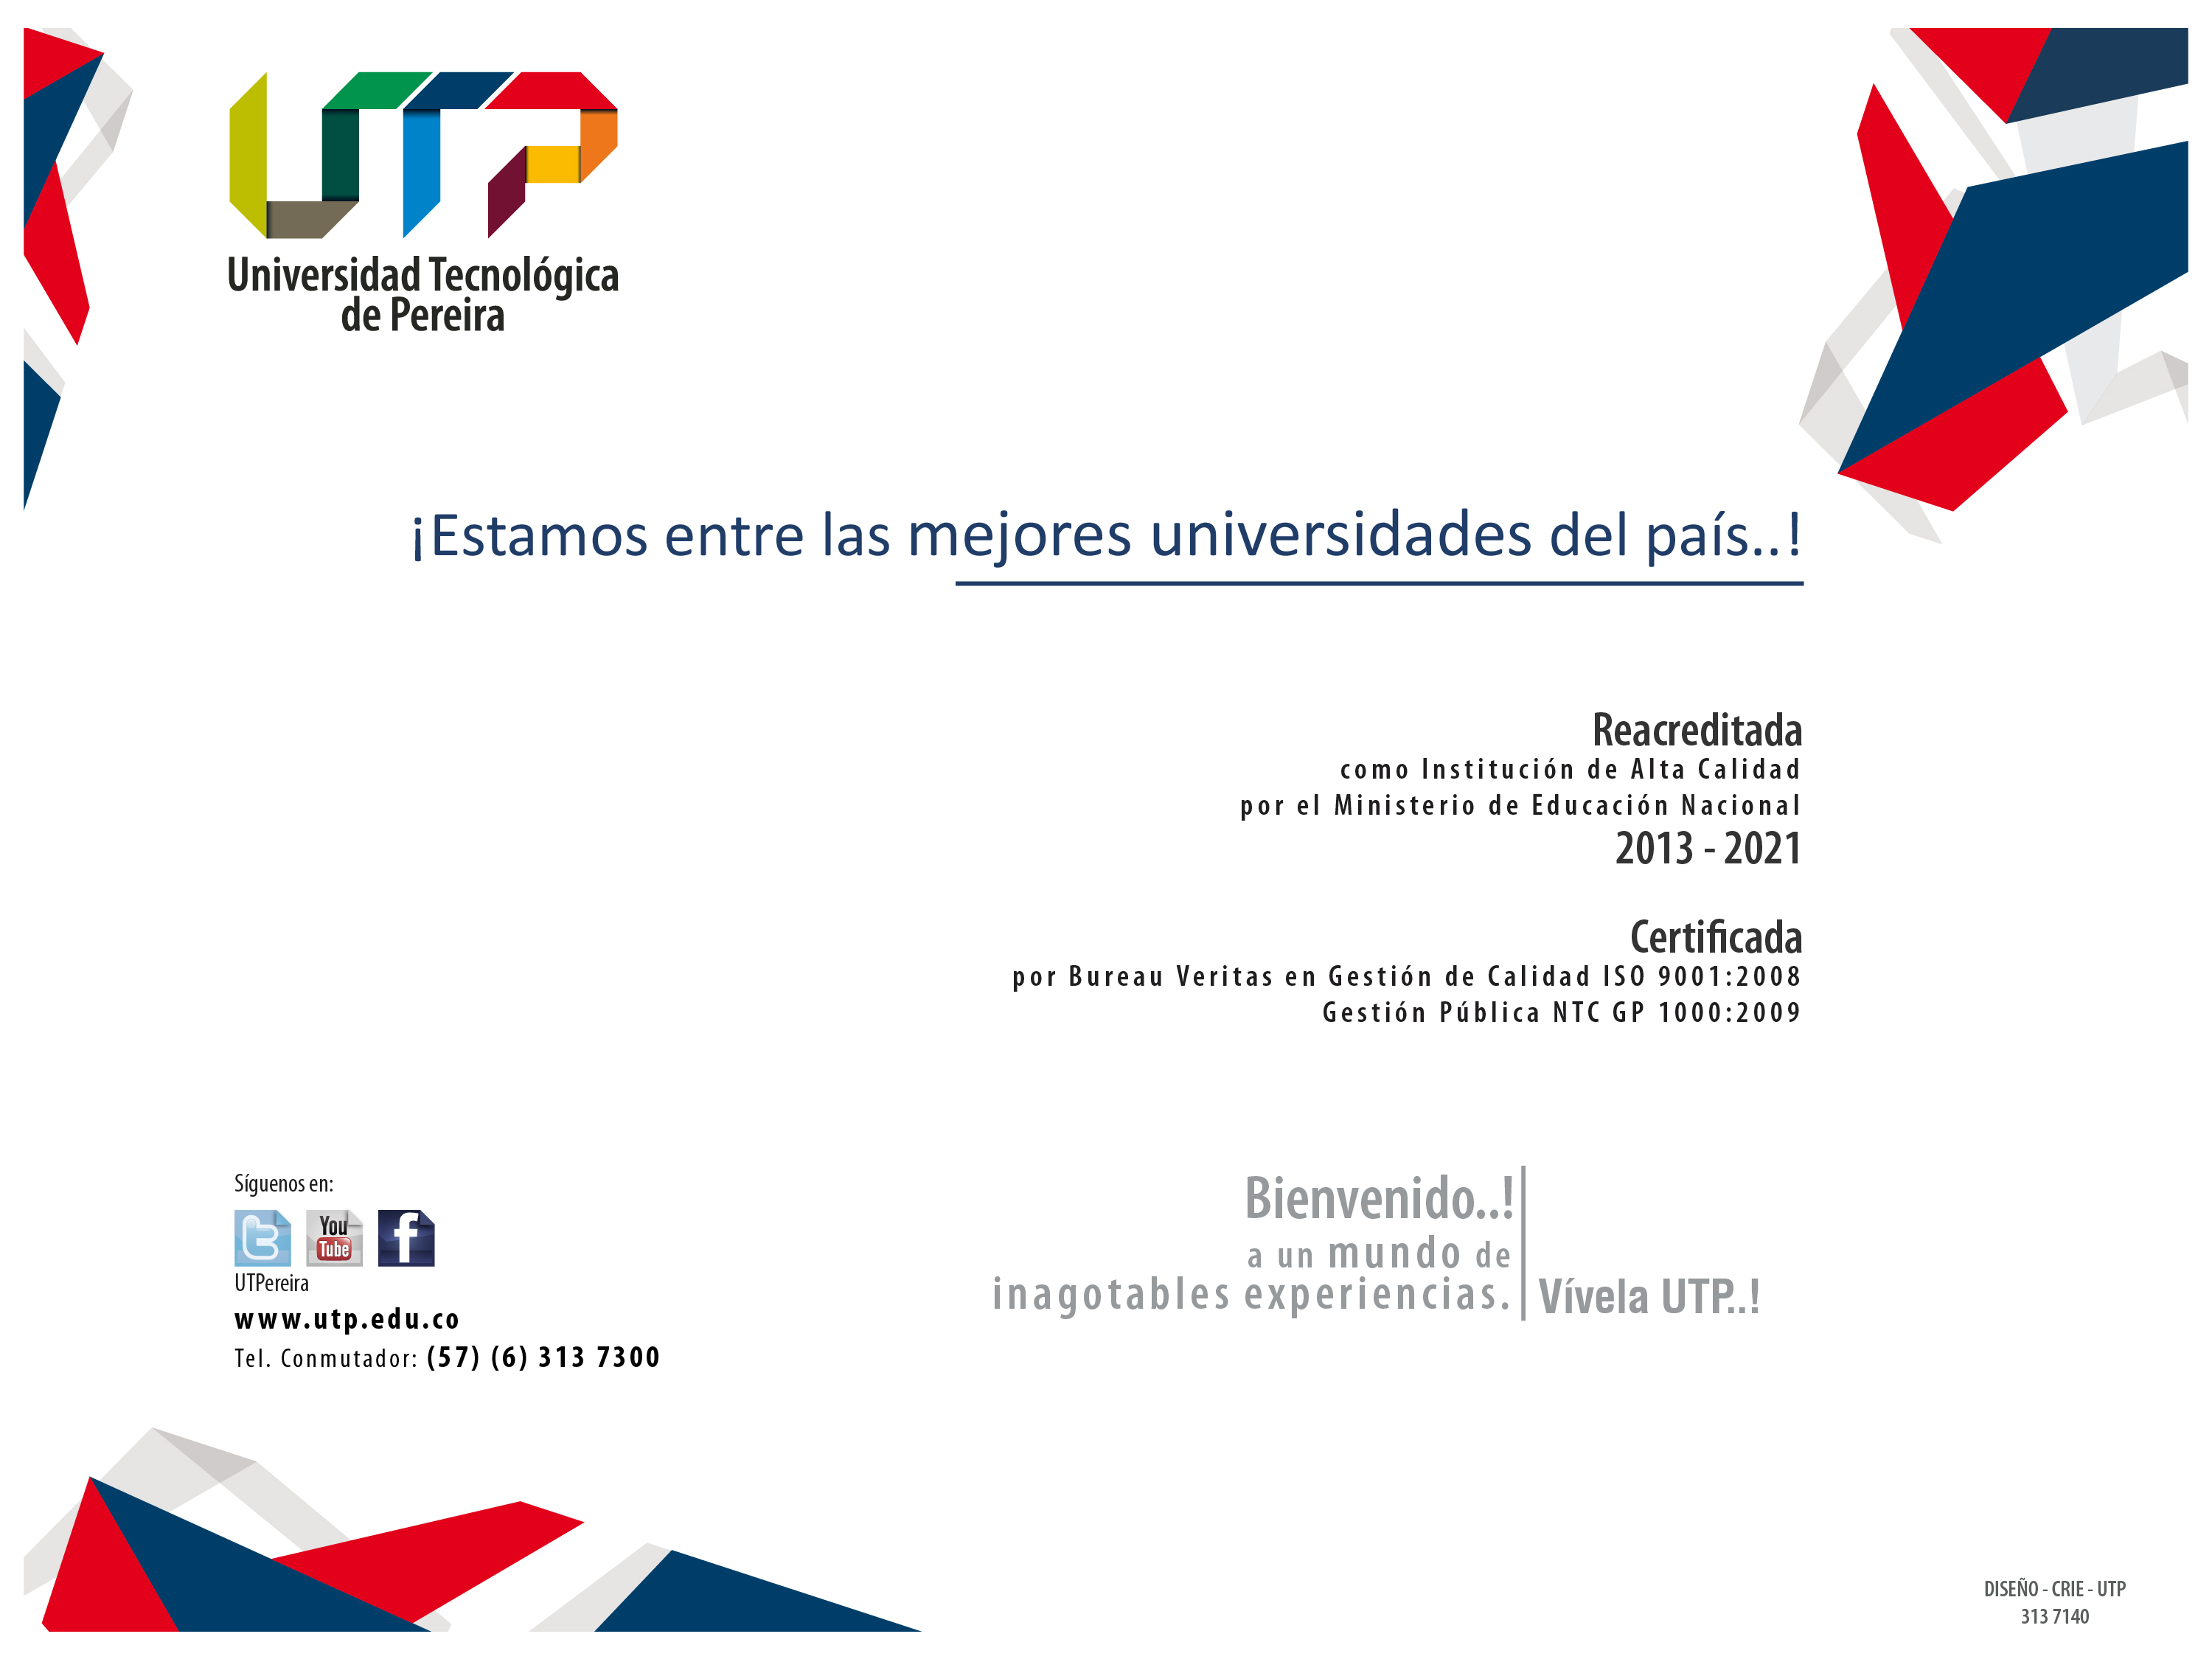 UTP
Universidad Tecnológica
de Pereira
¡Estamos entre las mejores universidades del país..!
Reacreditada
como Institución de Alta Calidad
por el Ministerio de Educación Nacional
2013 - 2021
Certificada
por Bureau Veritas en Gestión de Calidad ISO 9001:2008
Gestión Pública NTC GP 1000:2009
Síguenos en:
t You Tube f
UTPereira
www.utp.edu.co
Tel. Conmutador: (57) (6) 313 7300
Bienvenido..!
a un mundo de
inagotables experiencias.
Vívela UTP..!
DISEÑO - CRIE - UTP
313 7140